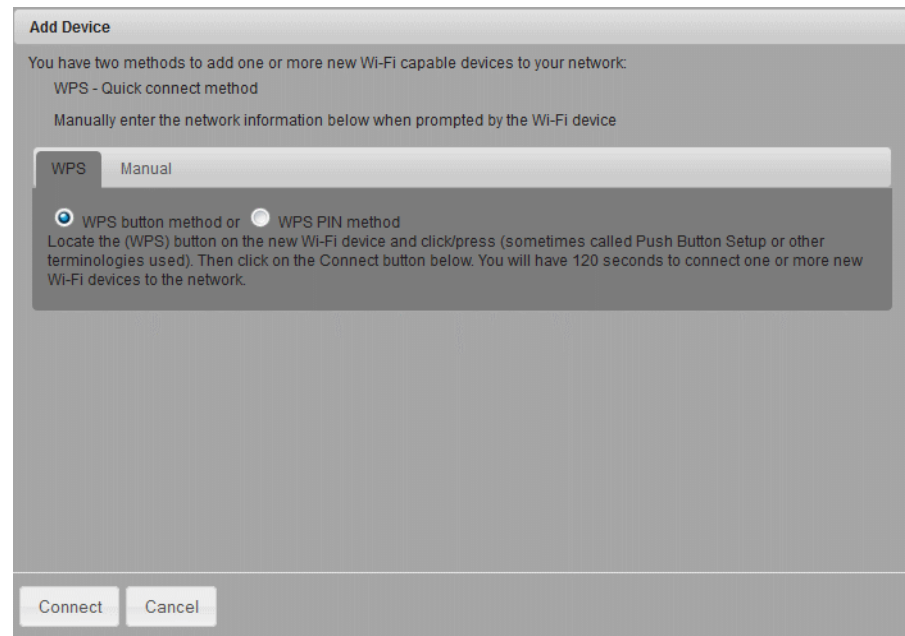 Add Device
You have two methods to add one or more new Wi-Fi capable devices to your network:
WPS - Quick connect method
Manually enter the network information below when prompted by the Wi-Fi device
WPS Manual
WPS button method or WPS PIN method
Locate the (WPS) button on the new Wi-Fi device and click/press (sometimes called Push Button Setup or other
terminologies used). Then click on the Connect button below. You will have 120 seconds to connect one or more new
Wi-Fi devices to the network.
Connect Cancel